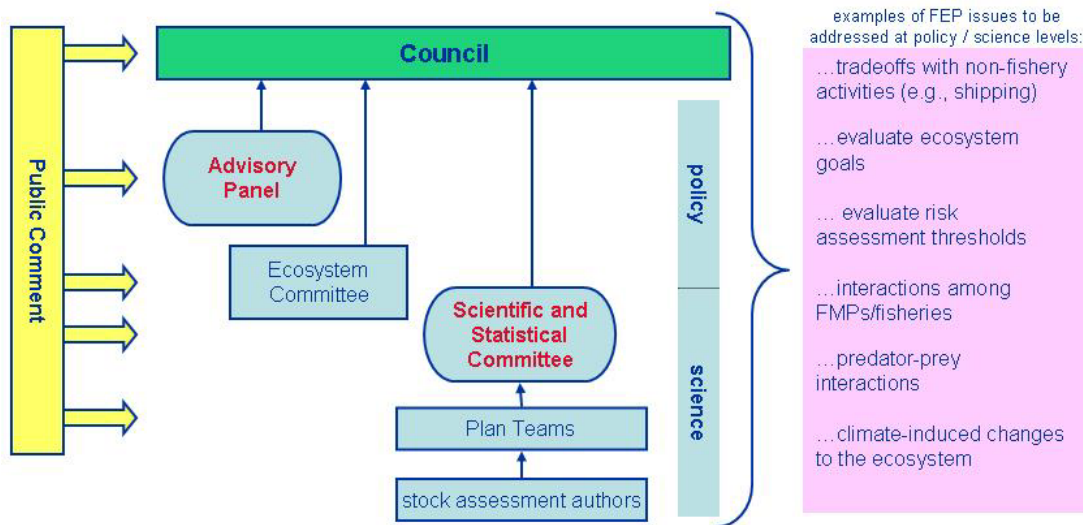 Public Comment
Council
Advisory
Panel
Ecosystem
Committee
Scientific and
Statistical
Committee
Plan Teams
stock assessment authors
policy
science
examples of FEP issues to be
addressed at policy / science levels:
...tradeoffs with non-fishery
activities (e.g., shipping)
...evaluate ecosystem
goals
... evaluate risk
assessment thresholds
...interactions among
FMPs/fisheries
...predator-prey
interactions
...climate-induced changes
to the ecosystem